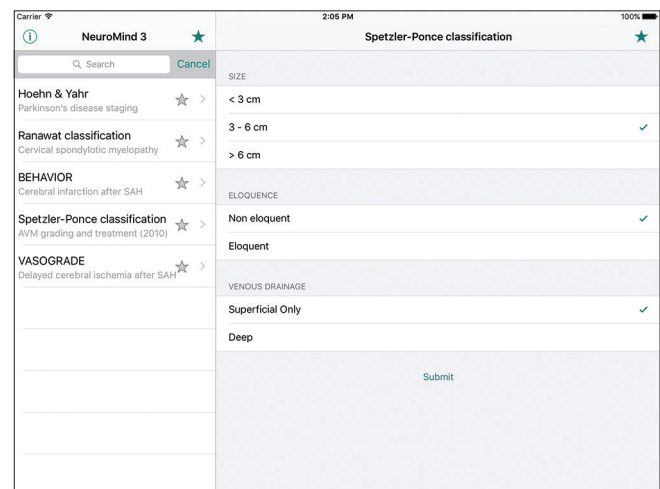 Carrier 2:05 PM 100%
NeuroMind 3
Search Cancel
Hoehn & Yahr
Parkinson's disease staging
Ranawat classification
Cervical spondylotic myelopathy
BEHAVIOR
Cerebral infarction after SAH
Spetzler-Ponce classification
AVM grading and treatment (2010)
VASOGRADE
Delayed cerebral ischemia after SAH
Spetzler-Ponce classification
SIZE
< 3 cm
3 - 6 cm
> 6 cm
ELOQUENCE
Non eloquent
Eloquent
VENOUS DRAINAGE
Superficial Only
Deep
Submit